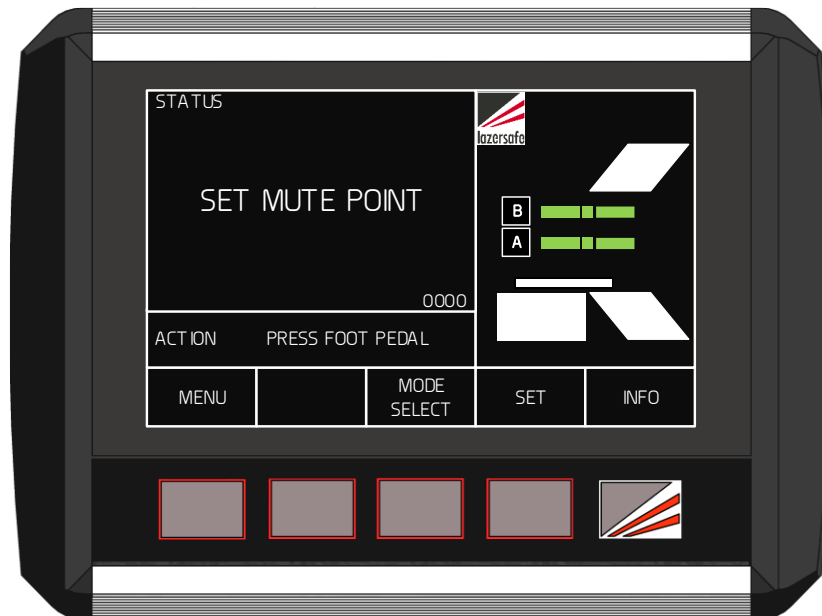 STATUS
lazersafe
SET MUTE POINT
B
A
0000
ACTION PRESS FOOT PEDAL
MENU
MODE
SELECT
SET
INFO